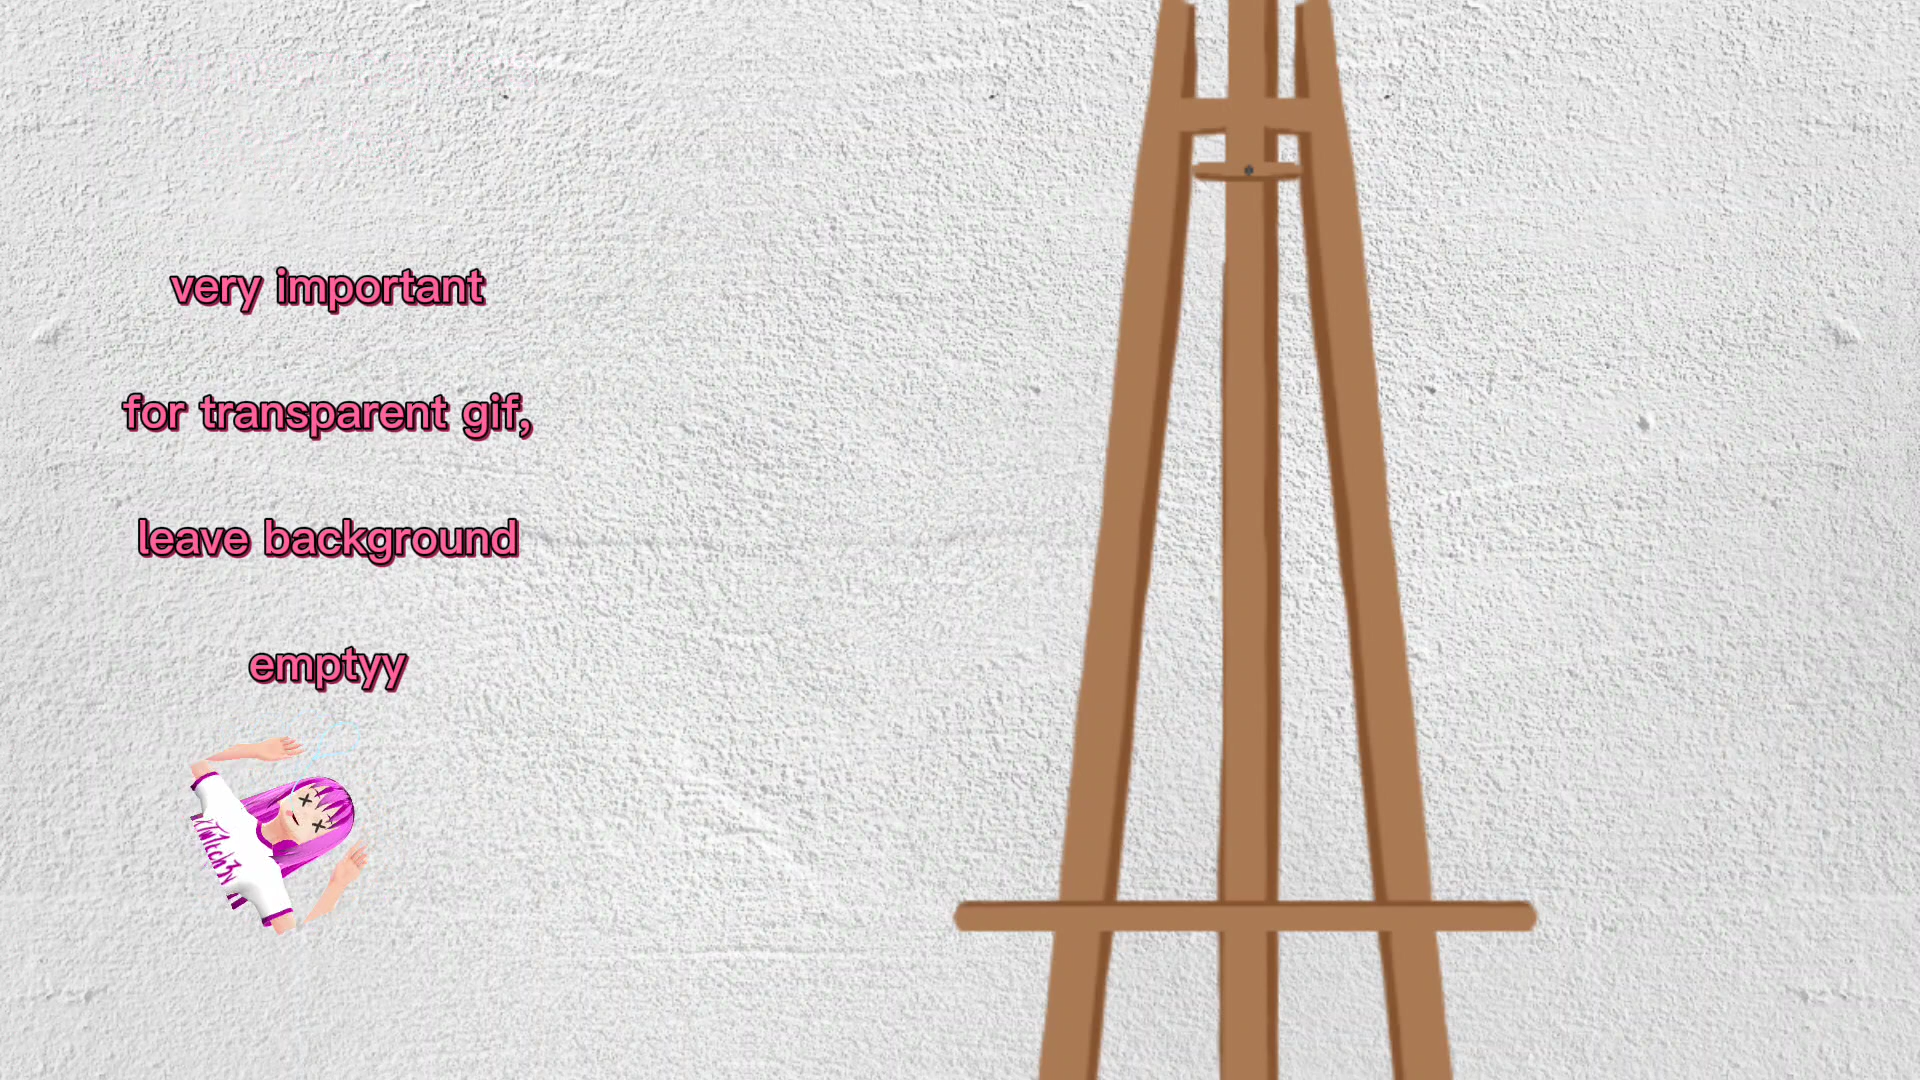 very important
for transparent gif,
leave background
emptyy